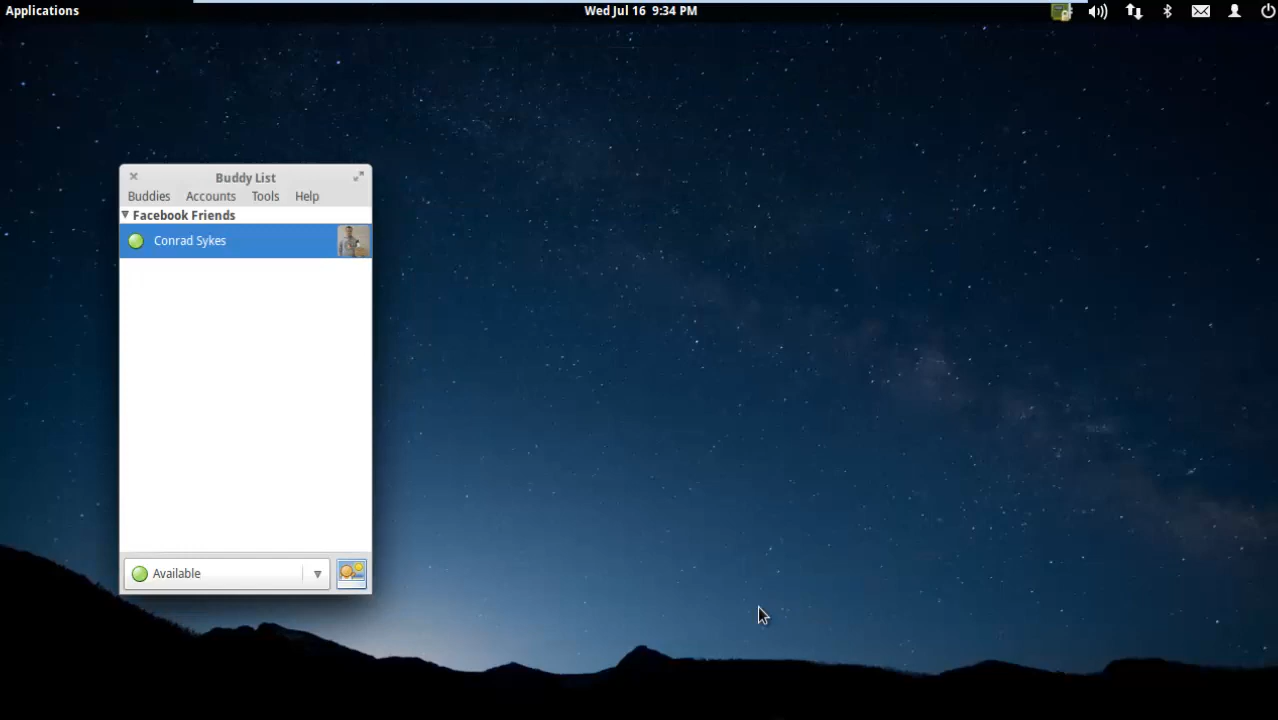 Applications
Wed Jul 16 9:34 PM
Buddy List
Buddies Accounts Tools Help
Facebook Friends
Conrad Sykes
Available